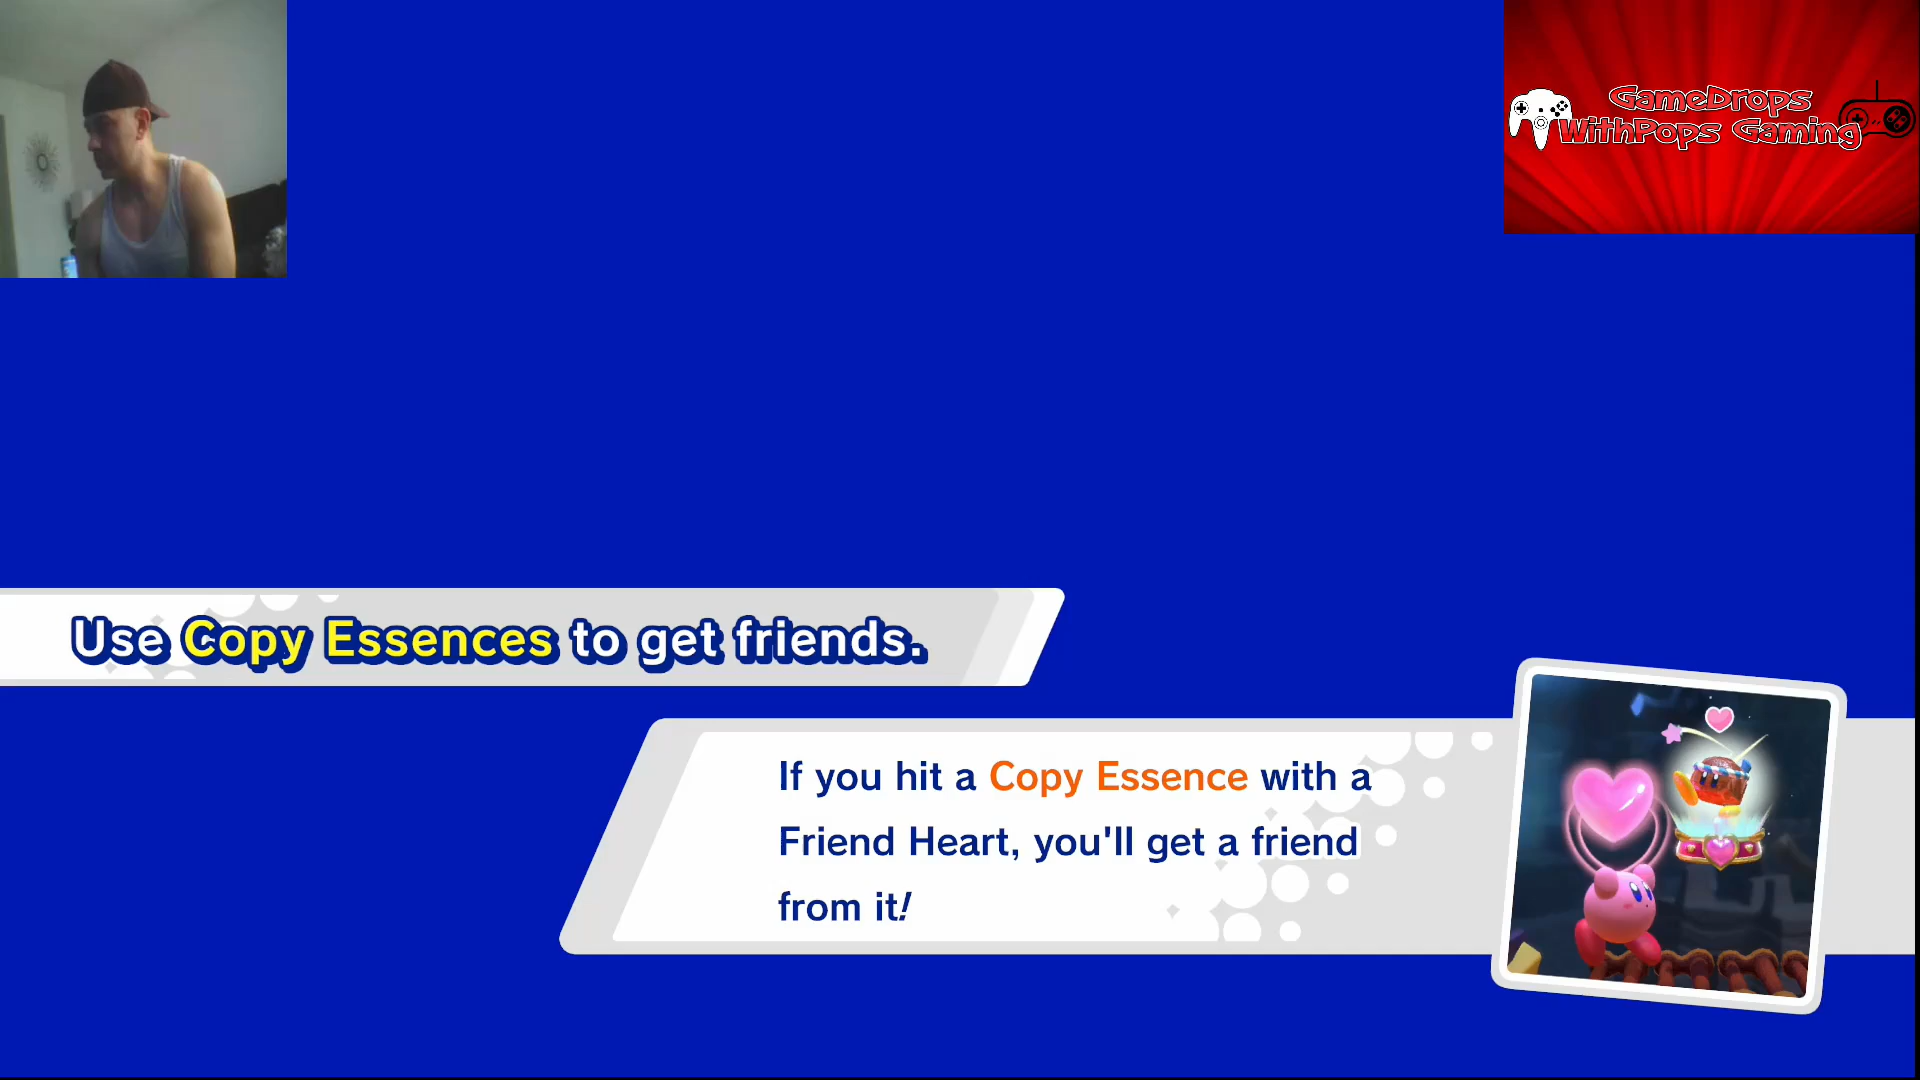 GameDrops
WithPops Gaming
Use Copy Essences to get friends.
If you hit a Copy Essence with a
Friend Heart, you'll get a friend
from it!